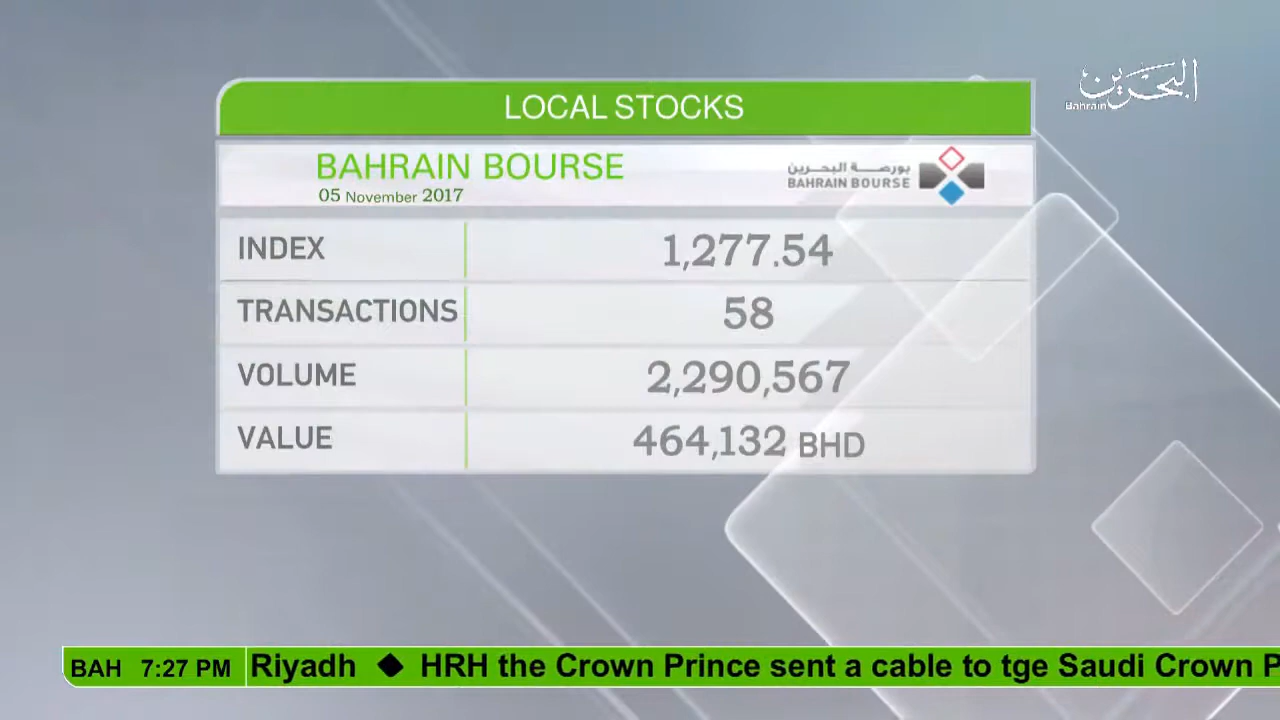 LOCAL STOCKS
البحرين
Bahrain
BAHRAIN BOURSE
05 November 2017
بورصة البحرين
BAHRAIN BOURSE
INDEX 1,277.54
TRANSACTIONS 58
VOLUME 2,290,567
VALUE 464,132 BHD
BAH 7:27 PM Riyadh ◆ HRH the Crown Prince sent a cable to tge Saudi Crown P